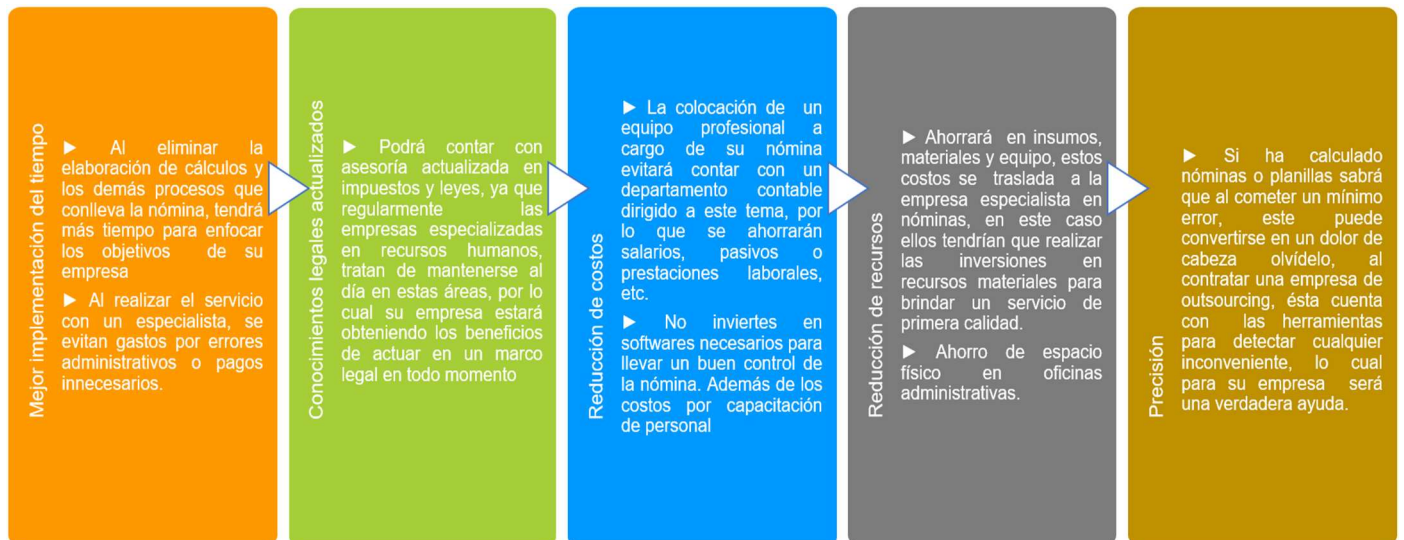 Mejor implementación del tiempo
► Al eliminar la
elaboración de cálculos y
los demás procesos que
conlleva la nómina, tendrá
más tiempo para enfocar
los objetivos de su
empresa
► Al realizar el servicio
con un especialista, se
evitan gastos por errores
administrativos o pagos
innecesarios.
Conocimientos legales actualizados
► Podrá contar con
asesoría actualizada en
impuestos y leyes, ya que
regularmente las
empresas especializadas
en recursos humanos,
tratan de mantenerse al
día en estas áreas, por lo
cual su empresa estará
obteniendo los beneficios
de actuar en un marco
legal en todo momento
Reducción de costos
► La colocación de un
equipo profesional a
cargo de su nómina
evitará contar con un
departamento contable
dirigido a este tema, por
lo que se ahorrarán
salarios, pasivos o
prestaciones laborales,
etc.
► No inviertes en
softwares necesarios para
llevar un buen control de
la nómina. Además de los
costos por capacitación
de personal
Reducción de recursos
► Ahorrará en insumos,
materiales y equipo, estos
costos se traslada a la
empresa especialista en
nóminas, en este caso
ellos tendrían que realizar
las inversiones en
recursos materiales para
brindar un servicio de
primera calidad.
► Ahorro de espacio
físico en oficinas
administrativas.
Precisión
► Si ha calculado
nóminas o planillas sabrá
que al cometer un mínimo
error, este puede
convertirse en un dolor de
cabeza olvídelo, al
contratar una empresa de
outsourcing, ésta cuenta
con las herramientas
para detectar cualquier
inconveniente, lo cual
para su empresa será
una verdadera ayuda.